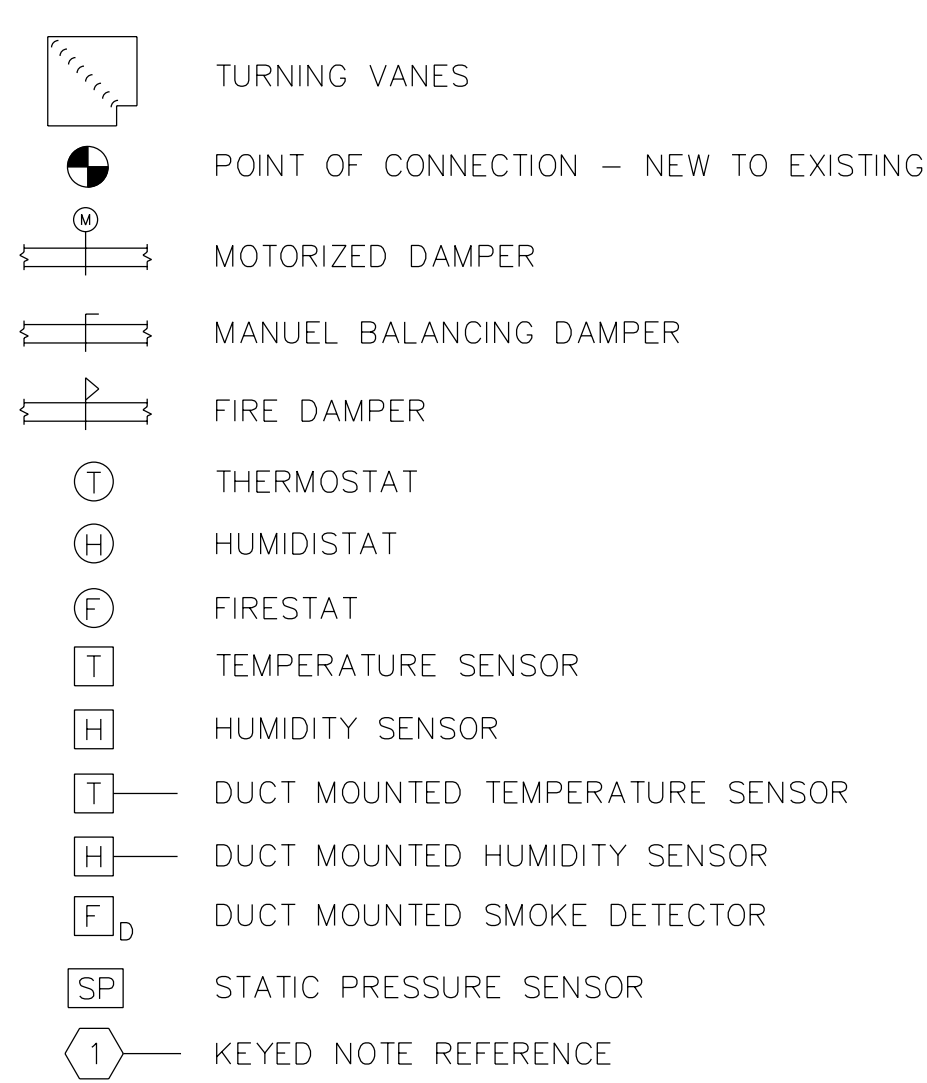 TURNING VANES
POINT OF CONNECTION – NEW TO EXISTING
M
MOTORIZED DAMPER
MANUEL BALANCING DAMPER
FIRE DAMPER
T THERMOSTAT
H HUMIDISTAT
F FIRESTAT
T TEMPERATURE SENSOR
H HUMIDITY SENSOR
T DUCT MOUNTED TEMPERATURE SENSOR
H DUCT MOUNTED HUMIDITY SENSOR
F D DUCT MOUNTED SMOKE DETECTOR
SP STATIC PRESSURE SENSOR
1 KEYED NOTE REFERENCE